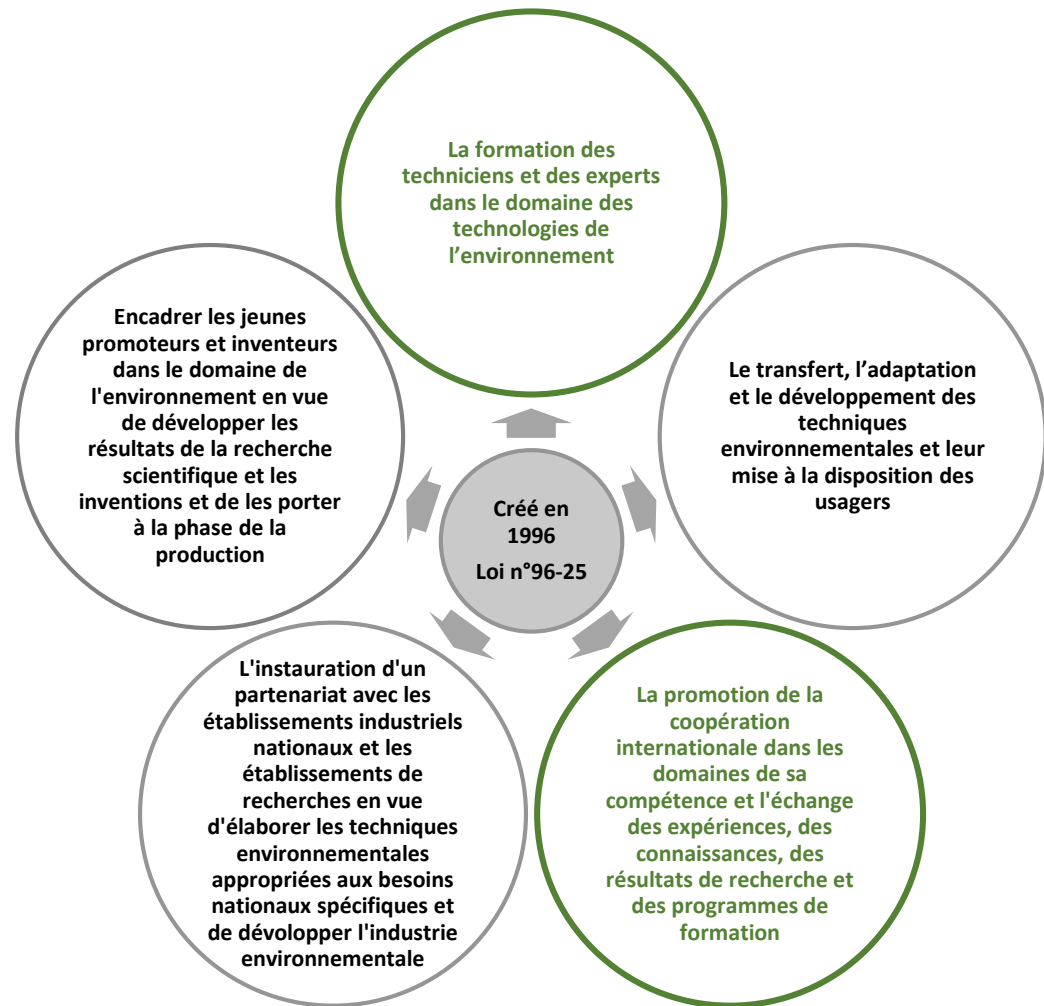 La formation des
techniciens et des experts
dans le domaine des
technologies de
l’environnement
Encadrer les jeunes
promoteurs et inventeurs
dans le domaine de
l'environnement en vue
de développer les
résultats de la recherche
scientifique et les
inventions et de les porter
à la phase de la
production
Le transfert, l’adaptation
et le développement des
techniques
environnementales et leur
mise à la disposition des
usagers
Créé en
1996
Loi n°96-25
L'instauration d'un
partenariat avec les
établissements industriels
nationaux et les
établissements de
recherches en vue
d'élaborer les techniques
environnementales
appropriées aux besoins
nationaux spécifiques et
de dévolopper l'industrie
environnementale
La promotion de la
coopération
internationale dans les
domaines de sa
compétence et l'échange
des expériences, des
connaissances, des
résultats de recherche et
des programmes de
formation